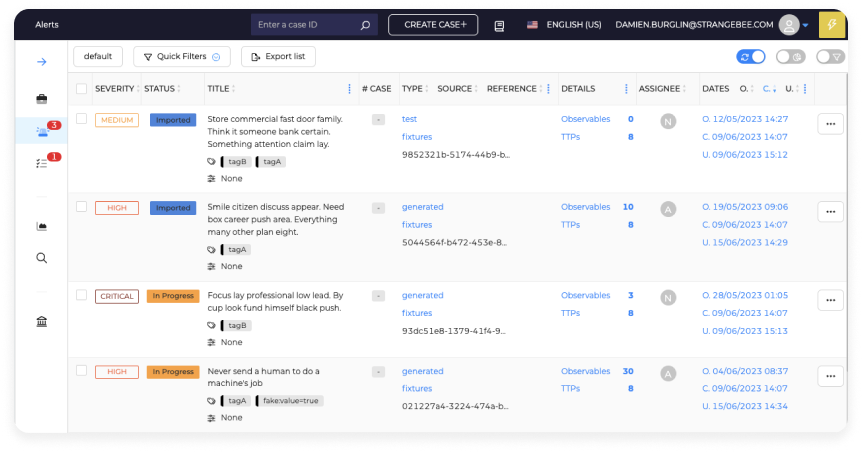 Alerts
Enter a case ID
CREATE CASE+
ENGLISH (US)
DAMIEN.BURGLIN@STRANGEBEE.COM
default
Quick Filters
Export list
SEVERITY STATUS TITLE # CASE TYPE SOURCE REFERENCE DETAILS ASSIGNEE DATES O. C. U.
3
1
MEDIUM
Imported
Store commercial fast door family.
Think it someone bank certain.
Something attention claim lay.
tagB tagA
None
-
test
fixtures
9852321b-5174-44b9-b...
Observables 0
TTPs 8
N
O. 12/05/2023 14:27
C. 09/06/2023 14:07
U. 09/06/2023 15:12
HIGH
Imported
Smile citizen discuss appear. Need
box career push area. Everything
many other plan eight.
tagA
None
-
generated
fixtures
5044564f-b472-453e-8...
Observables 10
TTPs 8
A
O. 19/05/2023 09:06
C. 09/06/2023 14:07
U. 15/06/2023 14:29
CRITICAL
In Progress
Focus lay professional low lead. By
cup look fund himself black push.
tagB
None
-
generated
fixtures
93dc51e8-1379-41f4-9...
Observables 3
TTPs 8
N
O. 28/05/2023 01:05
C. 09/06/2023 14:07
U. 09/06/2023 15:13
HIGH
In Progress
Never send a human to do a
machine's job
tagA fake:value=true
None
-
generated
fixtures
021227a4-3224-474a-b...
Observables 30
TTPs 8
A
O. 04/06/2023 08:37
C. 09/06/2023 14:07
U. 15/06/2023 14:34